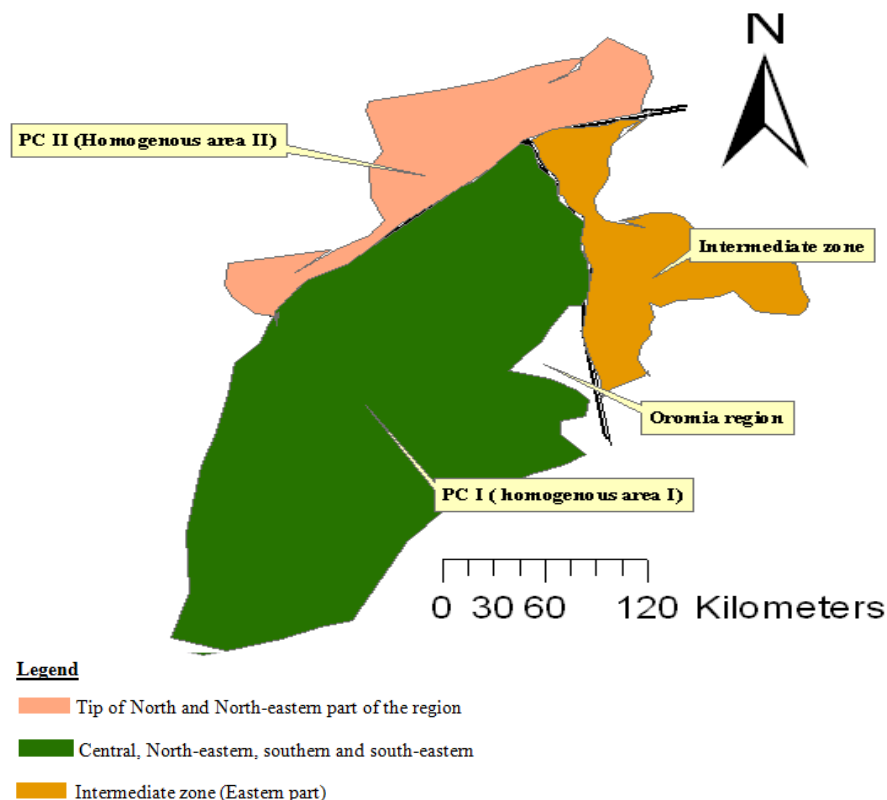 N
PC II (Homogenous area II)
Intermediate zone
Oromia region
PC I ( homogenous area I)
0 30 60 120 Kilometers
Legend
Tip of North and North-eastern part of the region
Central, North-eastern, southern and south-eastern
Intermediate zone (Eastern part)